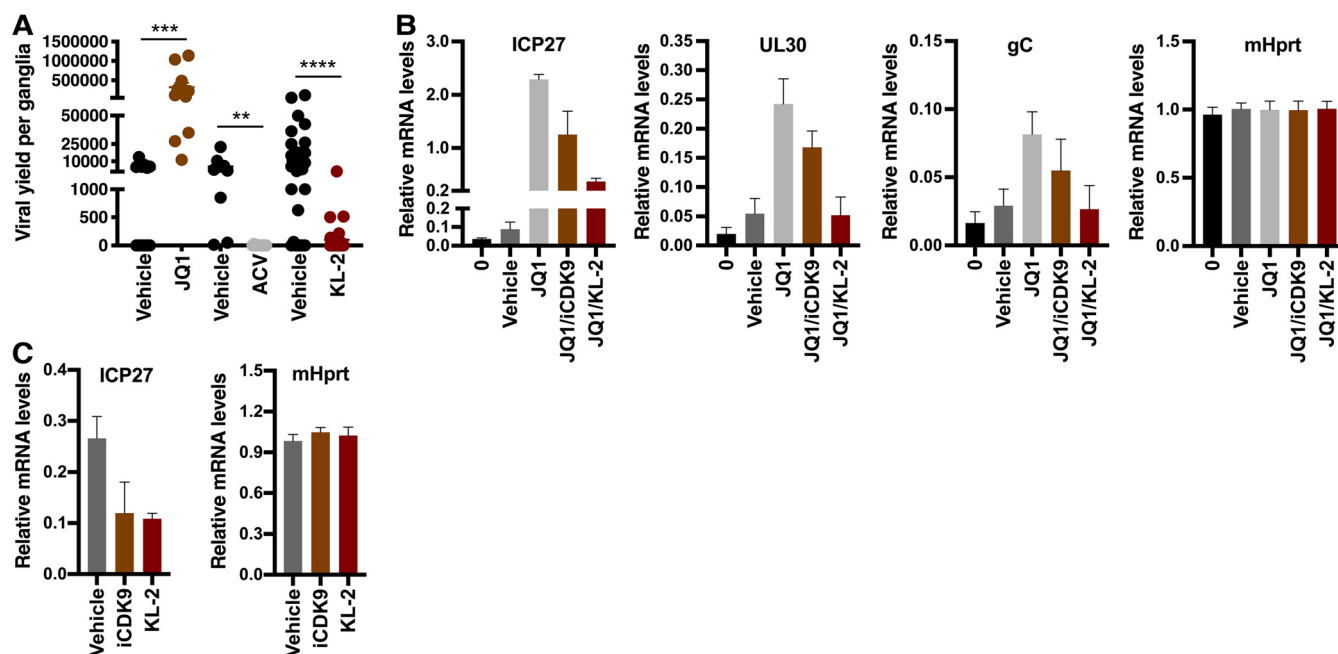 A
Viral yield per ganglia
1500000
1000000
500000
50000
25000
10000
1000
500
0
***
**
****
Vehicle
JQ1
Vehicle
ACV
Vehicle
KL-2
B
ICP27
Relative mRNA levels
3.0
2.0
1.0
0.2
0.2
0.1
0.0
0
Vehicle
JQ1
JQ1/iCDK9
JQ1/KL-2
UL30
Relative mRNA levels
0.35
0.30
0.25
0.20
0.15
0.10
0.05
0.00
0
Vehicle
JQ1
JQ1/iCDK9
JQ1/KL-2
gC
Relative mRNA levels
0.15
0.10
0.05
0.00
0
Vehicle
JQ1
JQ1/iCDK9
JQ1/KL-2
mHprt
Relative mRNA levels
1.5
1.0
0.5
0.0
0
Vehicle
JQ1
JQ1/iCDK9
JQ1/KL-2
C
ICP27
Relative mRNA levels
0.4
0.3
0.2
0.1
0.0
Vehicle
iCDK9
KL-2
mHprt
Relative mRNA levels
1.5
1.2
0.9
0.6
0.3
0.0
Vehicle
iCDK9
KL-2